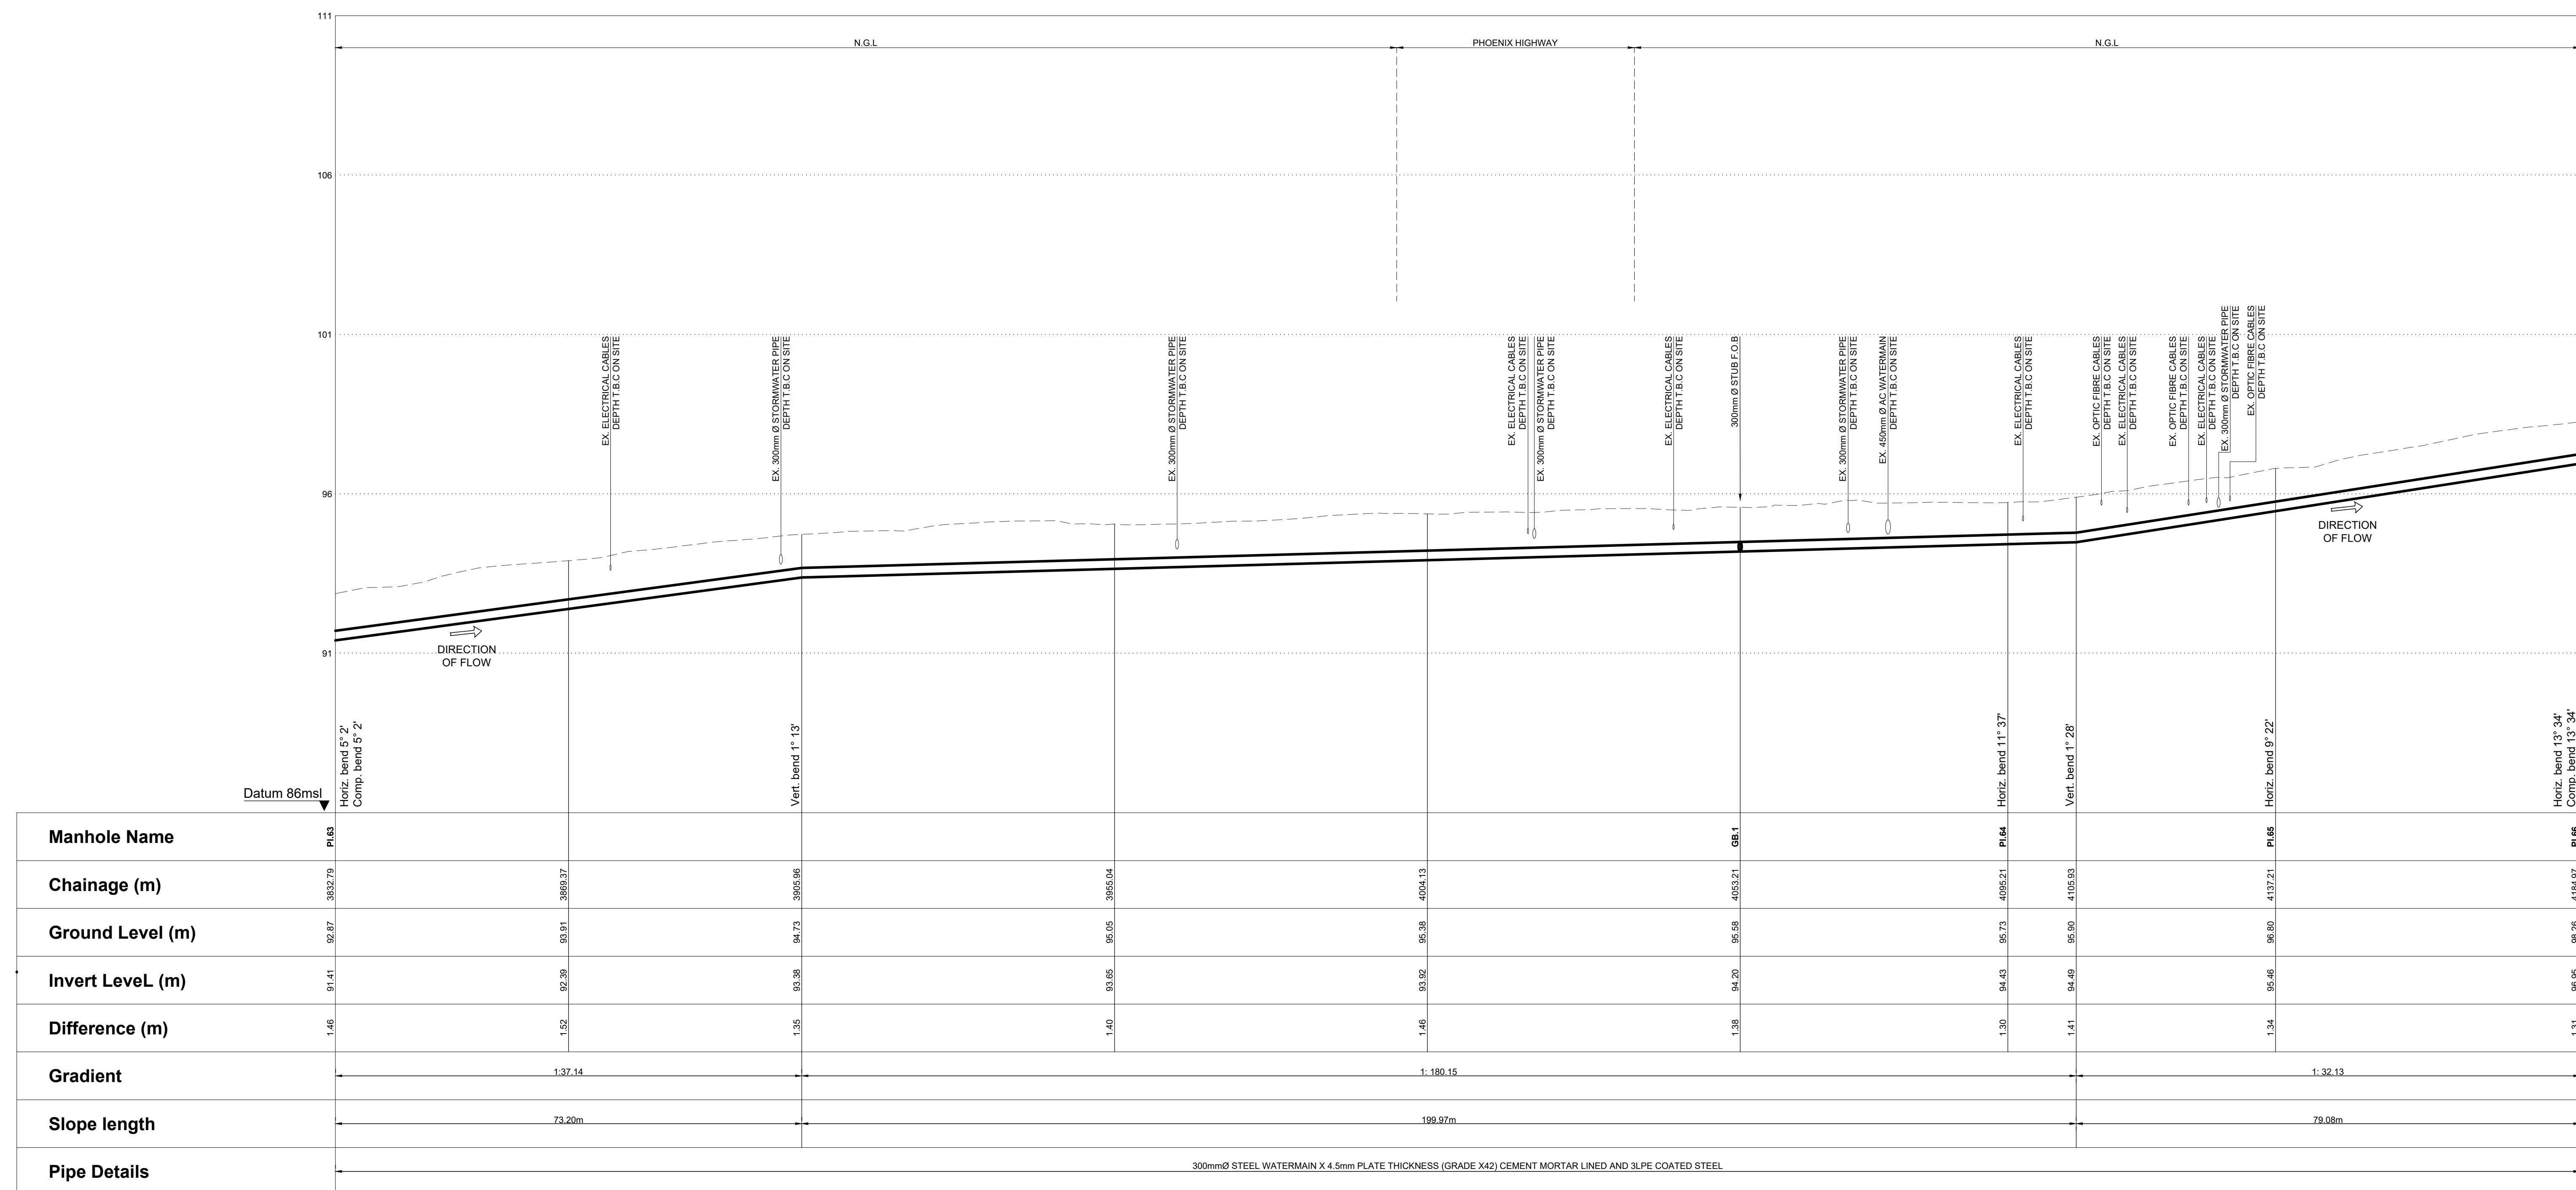 111
N.G.L
PHOENIX HIGHWAY
N.G.L
106
101
EX. ELECTRICAL CABLES
DEPTH T.B.C ON SITE
EX. 300mm Ø STORMWATER PIPE
DEPTH T.B.C ON SITE
EX. 300mm Ø STORMWATER PIPE
DEPTH T.B.C ON SITE
EX. ELECTRICAL CABLES
DEPTH T.B.C ON SITE
EX. 300mm Ø STORMWATER PIPE
DEPTH T.B.C ON SITE
EX. ELECTRICAL CABLES
DEPTH T.B.C ON SITE
300mm Ø STUB F.O.B
EX. 300mm Ø STORMWATER PIPE
DEPTH T.B.C ON SITE
EX. 450mm Ø AC WATERMAIN
DEPTH T.B.C ON SITE
EX. ELECTRICAL CABLES
DEPTH T.B.C ON SITE
EX. OPTIC FIBRE CABLES
DEPTH T.B.C ON SITE
EX. ELECTRICAL CABLES
DEPTH T.B.C ON SITE
EX. OPTIC FIBRE CABLES
DEPTH T.B.C ON SITE
EX. ELECTRICAL CABLES
DEPTH T.B.C ON SITE
EX. 300mm Ø STORMWATER PIPE
DEPTH T.B.C ON SITE
EX. OPTIC FIBRE CABLES
DEPTH T.B.C ON SITE
96
91
DIRECTION
OF FLOW
DIRECTION
OF FLOW
Horiz. bend 5° 2'
Comp. bend 5° 2'
Vert. bend 1° 13'
Horiz. bend 11° 37'
Vert. bend 1° 28'
Horiz. bend 9° 22'
Horiz. bend 13° 34'
Comp. bend 13° 34'
Datum 86msl
Manhole Name PI.63 GB.1 PI.64 PI.65 PI.66
Chainage (m) 3832.79 3869.37 3905.96 3955.04 4004.13 4053.21 4095.21 4105.93 4137.21 4184.97
Ground Level (m) 92.87 93.91 94.73 95.05 95.38 95.58 95.73 95.90 96.80 98.26
Invert LeveL (m) 91.41 92.39 93.38 93.65 93.92 94.20 94.43 94.49 95.46 96.95
Difference (m) 1.46 1.52 1.35 1.40 1.46 1.38 1.30 1.41 1.34 1.31
Gradient 1:37.14 1: 180.15 1: 32.13
Slope length 73.20m 199.97m 79.08m
Pipe Details 300mmØ STEEL WATERMAIN X 4.5mm PLATE THICKNESS (GRADE X42) CEMENT MORTAR LINED AND 3LPE COATED STEEL